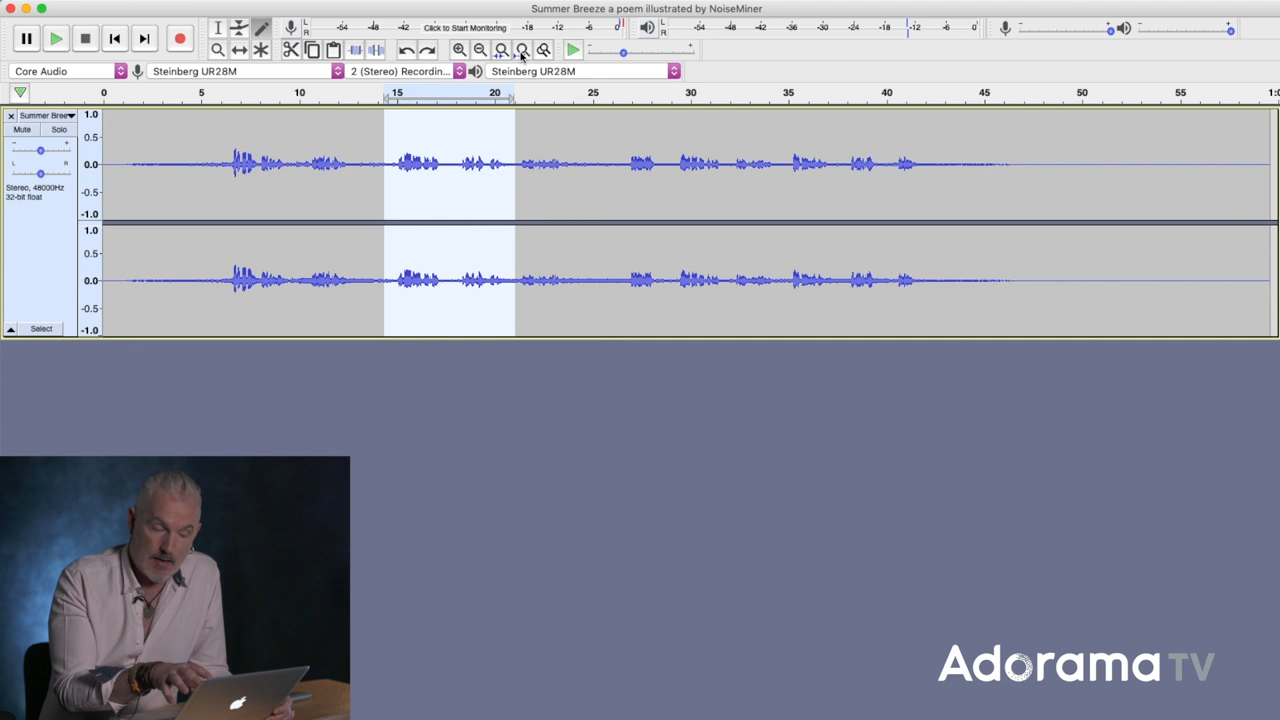 Summer Breeze a poem illustrated by NoiseMiner
L
R
-54 -48 -42 Click to Start Monitoring -18 -12 -6 0
L
R
-54 -48 -42 -36 -30 -24 -18 -12 -6 0
- +
- +
- +
Core Audio
Steinberg UR28M
2 (Stereo) Recordin...
Steinberg UR28M
0 5 10 15 20 25 30 35 40 45 50 55 1:0
Summer Bree
Mute Solo
- +
L R
Stereo, 48000Hz
32-bit float
Select
1.0
0.5
0.0
-0.5
-1.0
1.0
0.5
0.0
-0.5
-1.0
Adorama TV